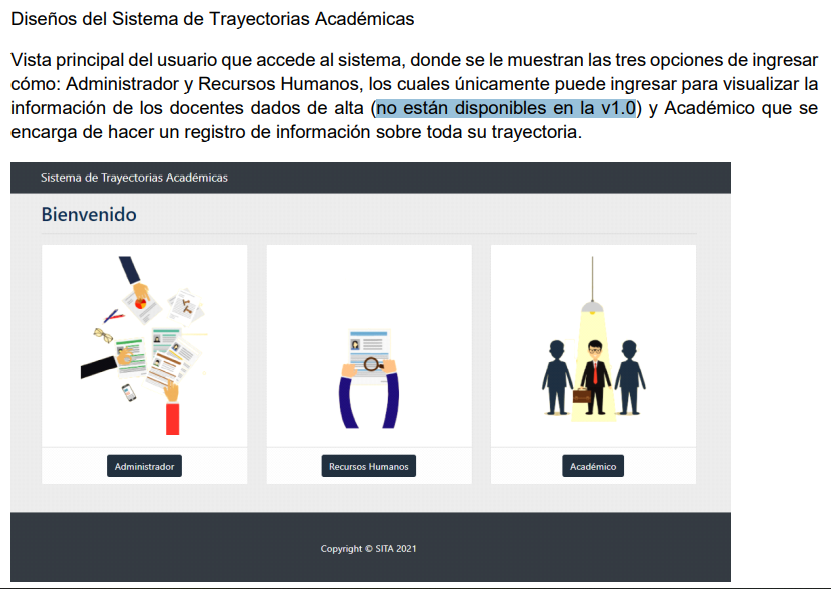 Diseños del Sistema de Trayectorias Académicas
Vista principal del usuario que accede al sistema, donde se le muestran las tres opciones de ingresar
cómo: Administrador y Recursos Humanos, los cuales únicamente puede ingresar para visualizar la
información de los docentes dados de alta (no están disponibles en la v1.0) y Académico que se
encarga de hacer un registro de información sobre toda su trayectoria.
Sistema de Trayectorias Académicas
Bienvenido
Administrador
Recursos Humanos
Académico
Copyright © SITA 2021